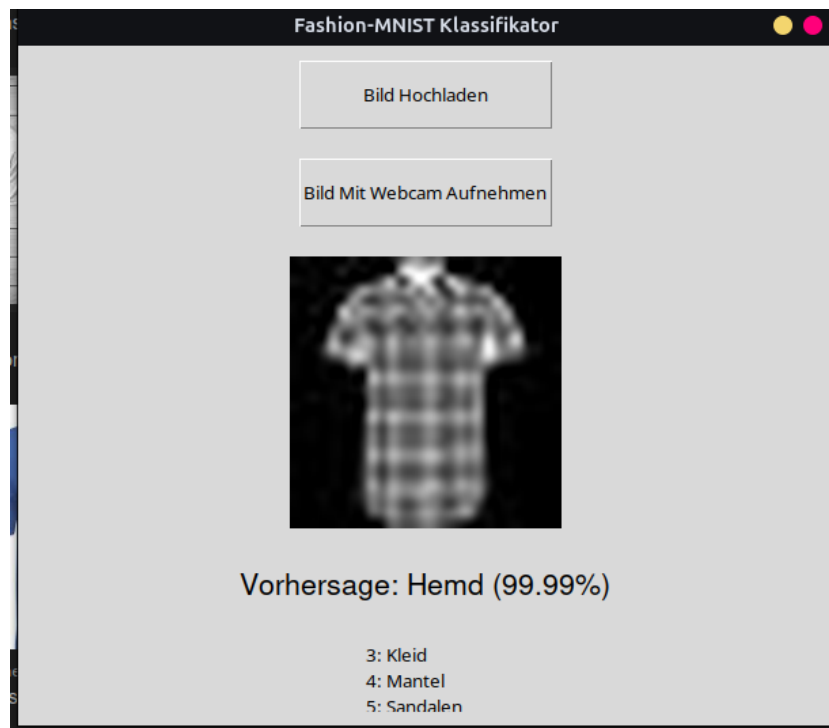 Fashion-MNIST Klassifikator
Bild Hochladen
Bild Mit Webcam Aufnehmen
Vorhersage: Hemd (99.99%)
3: Kleid
4: Mantel
5: Sandalen